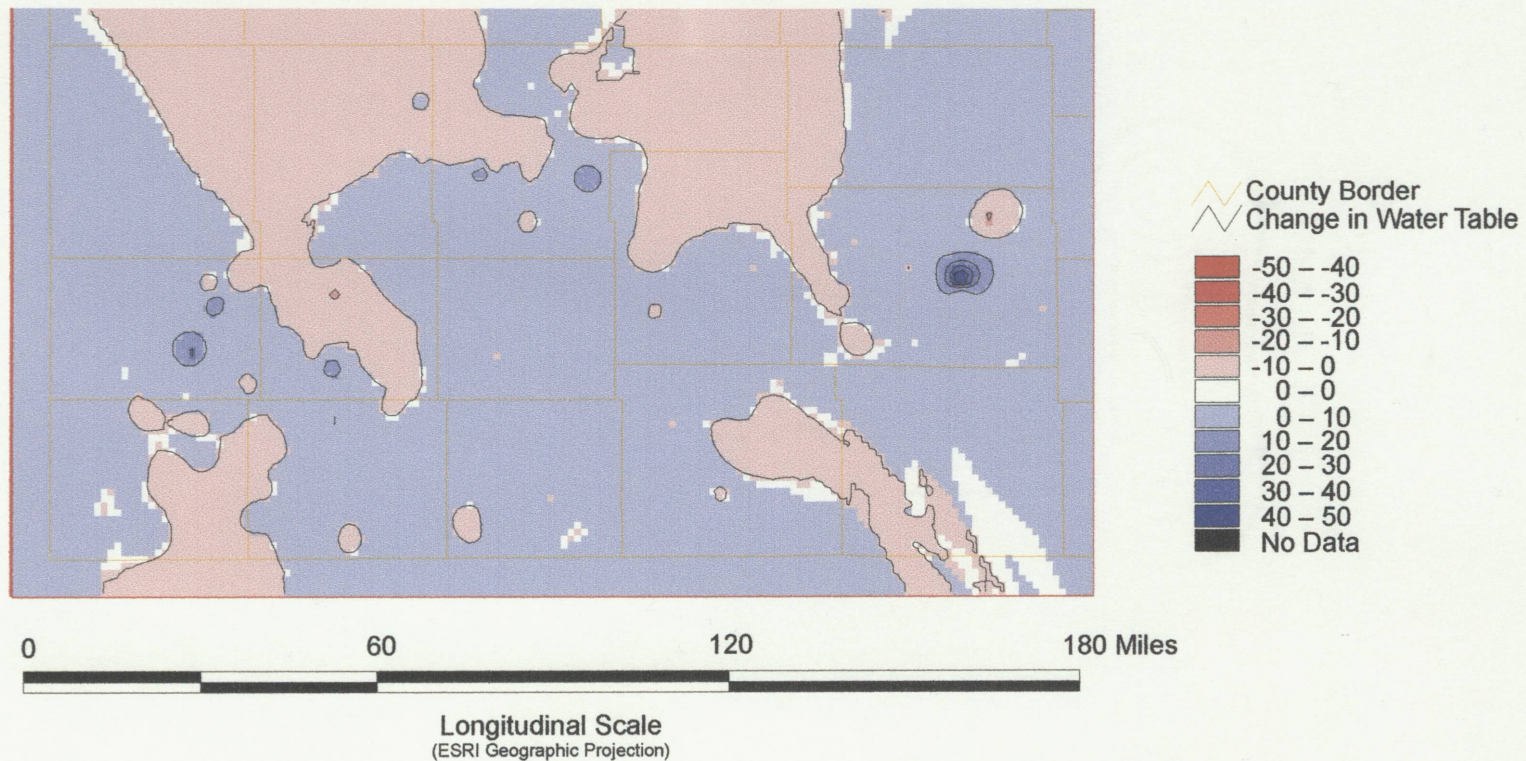 County Border
Change in Water Table
-50 – -40
-40 – -30
-30 – -20
-20 – -10
-10 – 0
0 – 0
0 – 10
10 – 20
20 – 30
30 – 40
40 – 50
No Data
0 60 120 180 Miles
Longitudinal Scale
(ESRI Geographic Projection)